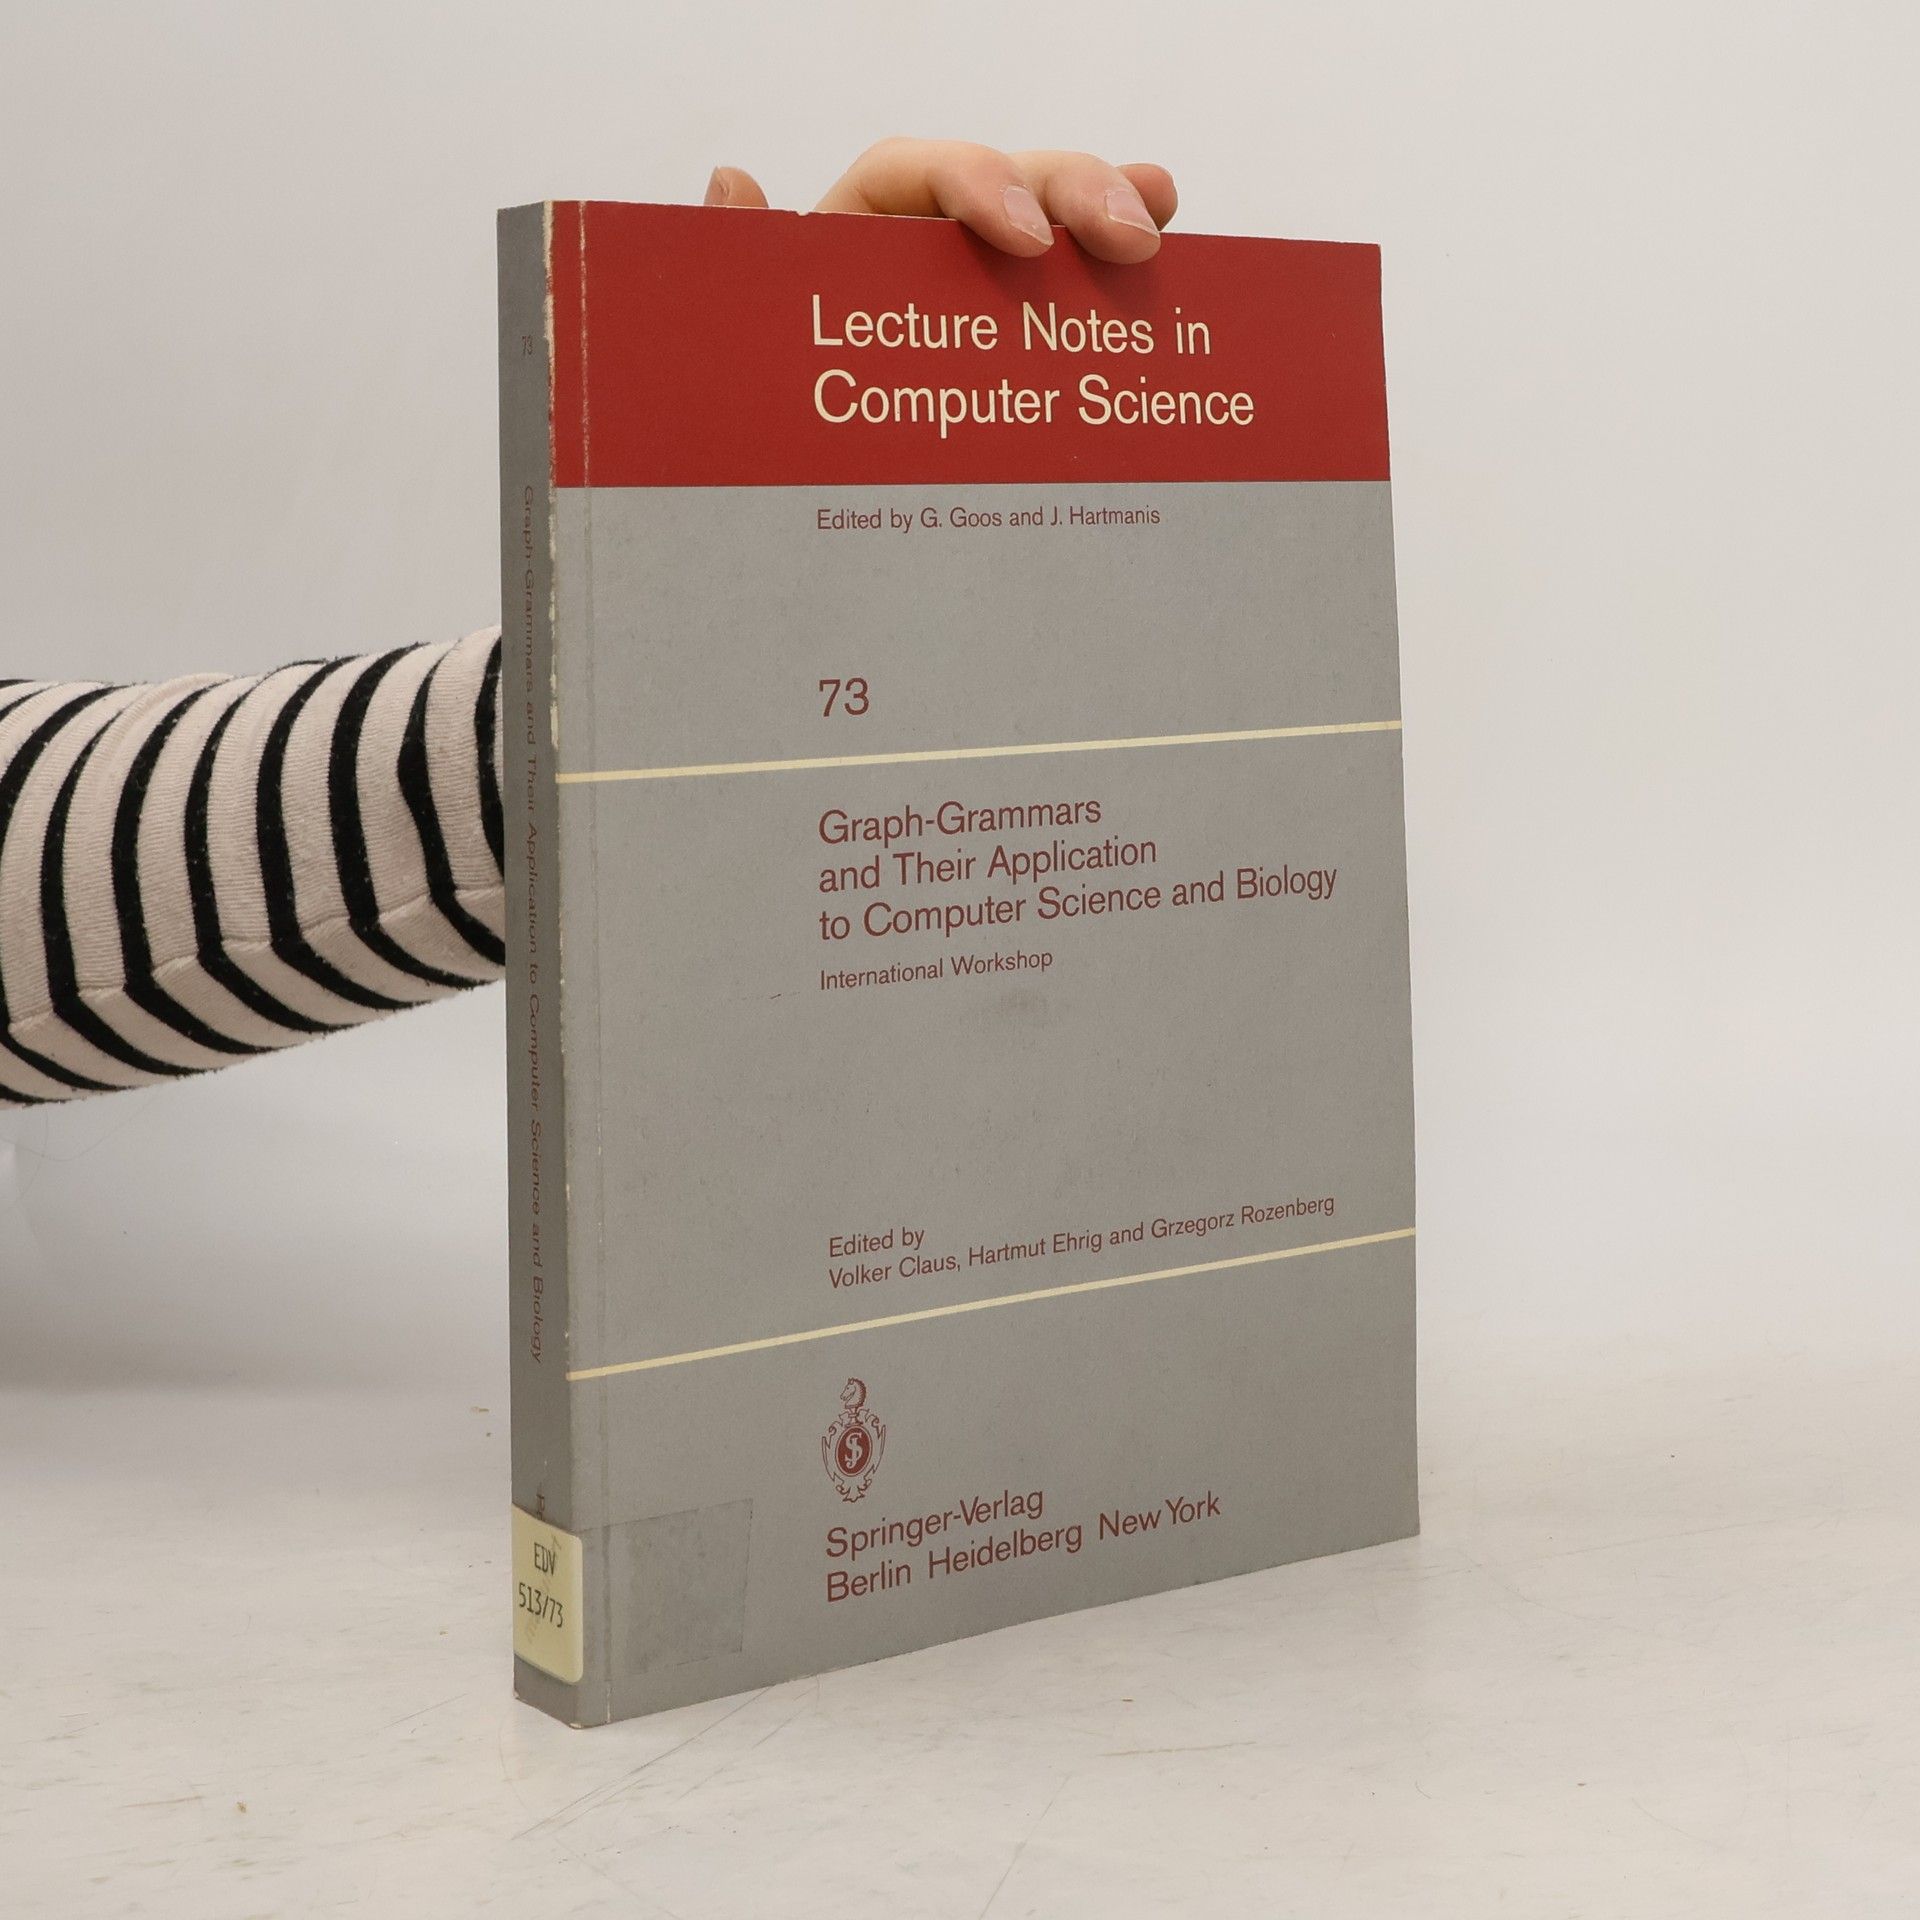 Lecture Notes in
Computer Science
Edited by G. Goos and J. Hartmanis
73
Graph-Grammars
and Their Application
to Computer Science and Biology
International Workshop
Edited by
Volker Claus, Hartmut Ehrig and Grzegorz Rozenberg
Springer-Verlag
Berlin Heidelberg New York
73
Graph-Grammars and Their Application to Computer Science and Biology
EDV
513/73